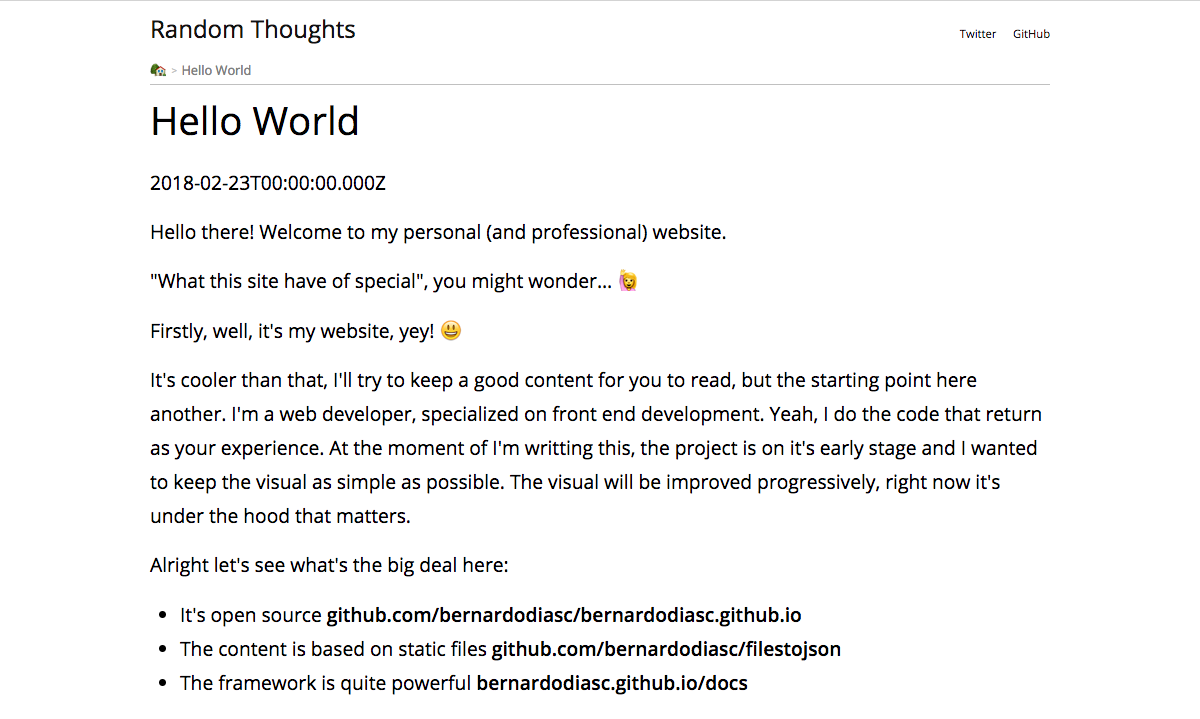 Random Thoughts
Twitter GitHub
🏡 > Hello World
Hello World
2018-02-23T00:00:00.000Z
Hello there! Welcome to my personal (and professional) website.
"What this site have of special", you might wonder... 🙋
Firstly, well, it's my website, yey! 😃
It's cooler than that, I'll try to keep a good content for you to read, but the starting point here
another. I'm a web developer, specialized on front end development. Yeah, I do the code that return
as your experience. At the moment of I'm writting this, the project is on it's early stage and I wanted
to keep the visual as simple as possible. The visual will be improved progressively, right now it's
under the hood that matters.
Alright let's see what's the big deal here:
• It's open source github.com/bernardodiasc/bernardodiasc.github.io
• The content is based on static files github.com/bernardodiasc/filestojson
• The framework is quite powerful bernardodiasc.github.io/docs